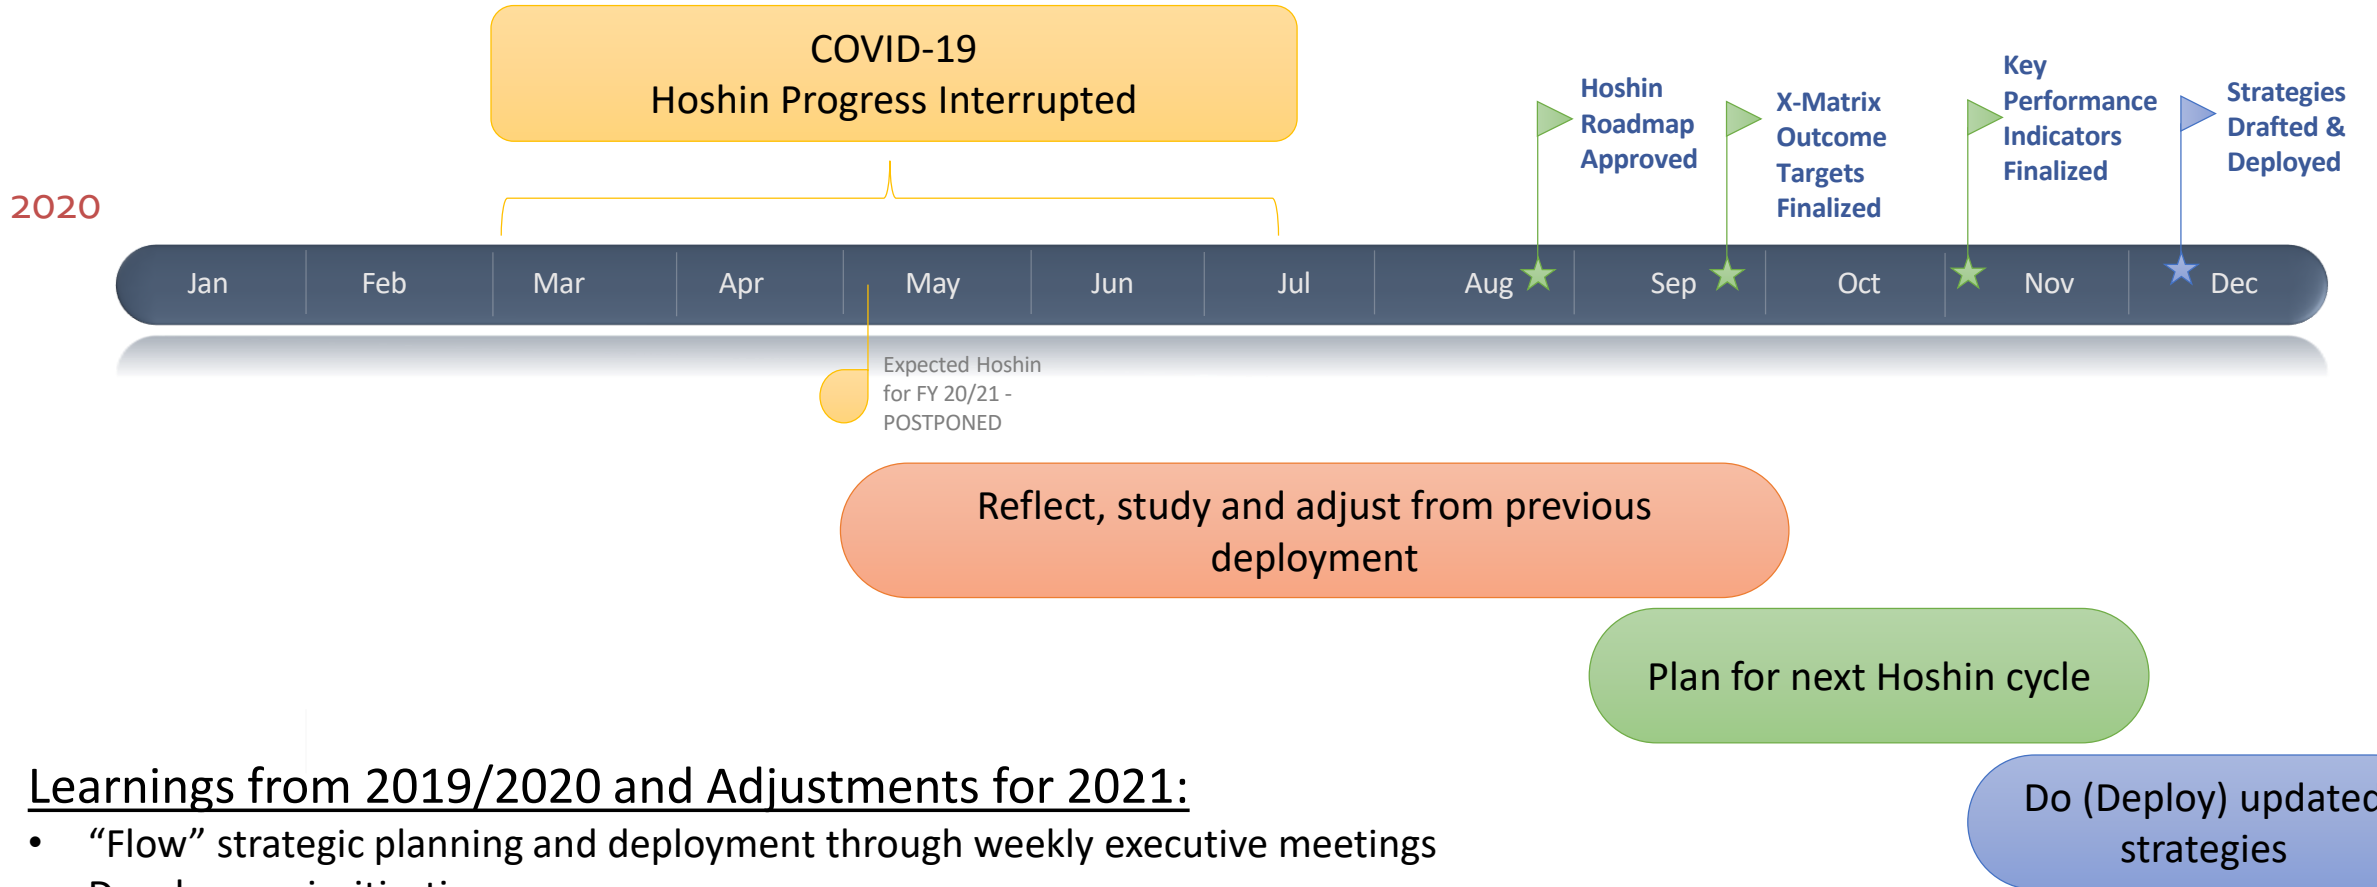 COVID-19
Hoshin Progress Interrupted
Hoshin
Roadmap
Approved
X-Matrix
Outcome
Targets
Finalized
Key
Performance
Indicators
Finalized
Strategies
Drafted &
Deployed
2020
Jan Feb Mar Apr May Jun Jul Aug Sep Oct Nov Dec
Expected Hoshin
for FY 20/21 -
POSTPONED
Reflect, study and adjust from previous
deployment
Plan for next Hoshin cycle
Do (Deploy) updated
strategies
Learnings from 2019/2020 and Adjustments for 2021:
• “Flow” strategic planning and deployment through weekly executive meetings